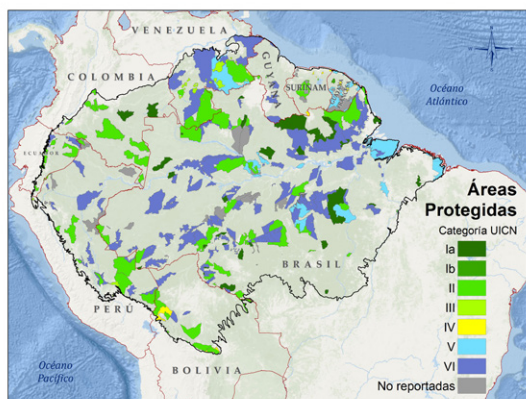 VENEZUELA
COLOMBIA
GUYANA
SURINAM
Océano
Atlántico
ECUADOR
Áreas
Protegidas
Categoría UICN
Ia
Ib
II
III
IV
V
VI
No reportadas
BRASIL
PERÚ
BOLIVIA
Océano
Pacífico